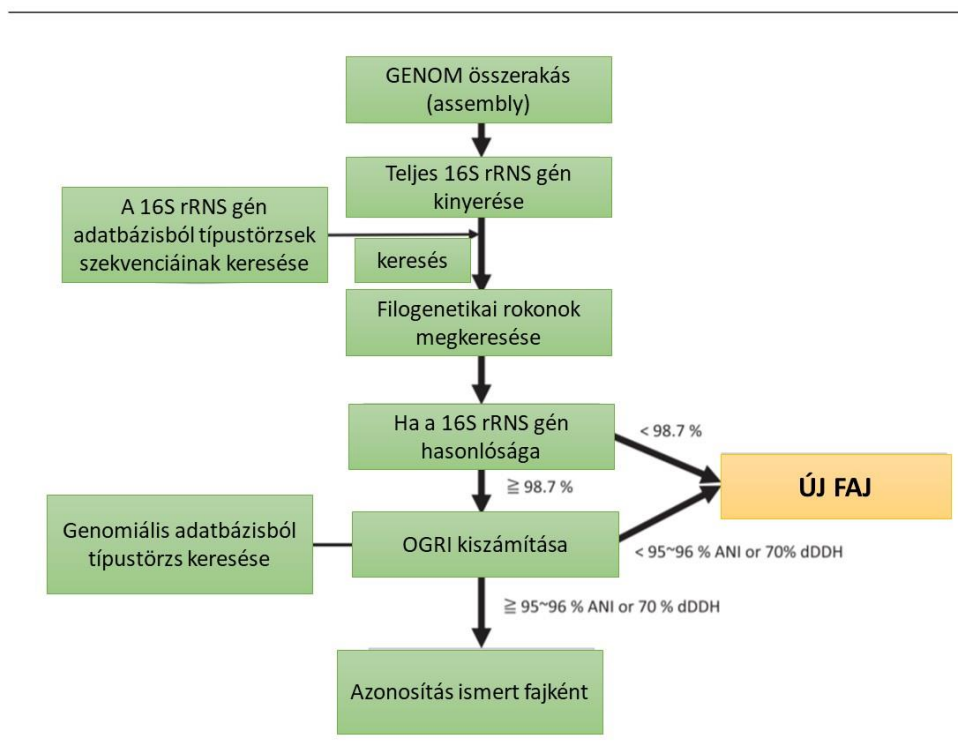 GENOM összerakás
(assembly)
Teljes 16S rRNS gén
kinyerése
A 16S rRNS gén
adatbázisból típustörzsek
szekvenciáinak keresése
keresés
Filogenetikai rokonok
megkeresése
Ha a 16S rRNS gén
hasonlósága
< 98.7 %
≧ 98.7 %
ÚJ FAJ
Genomiális adatbázisból
típustörzs keresése
OGRI kiszámítása
< 95~96 % ANI or 70% dDDH
≧ 95~96 % ANI or 70 % dDDH
Azonosítás ismert fajként